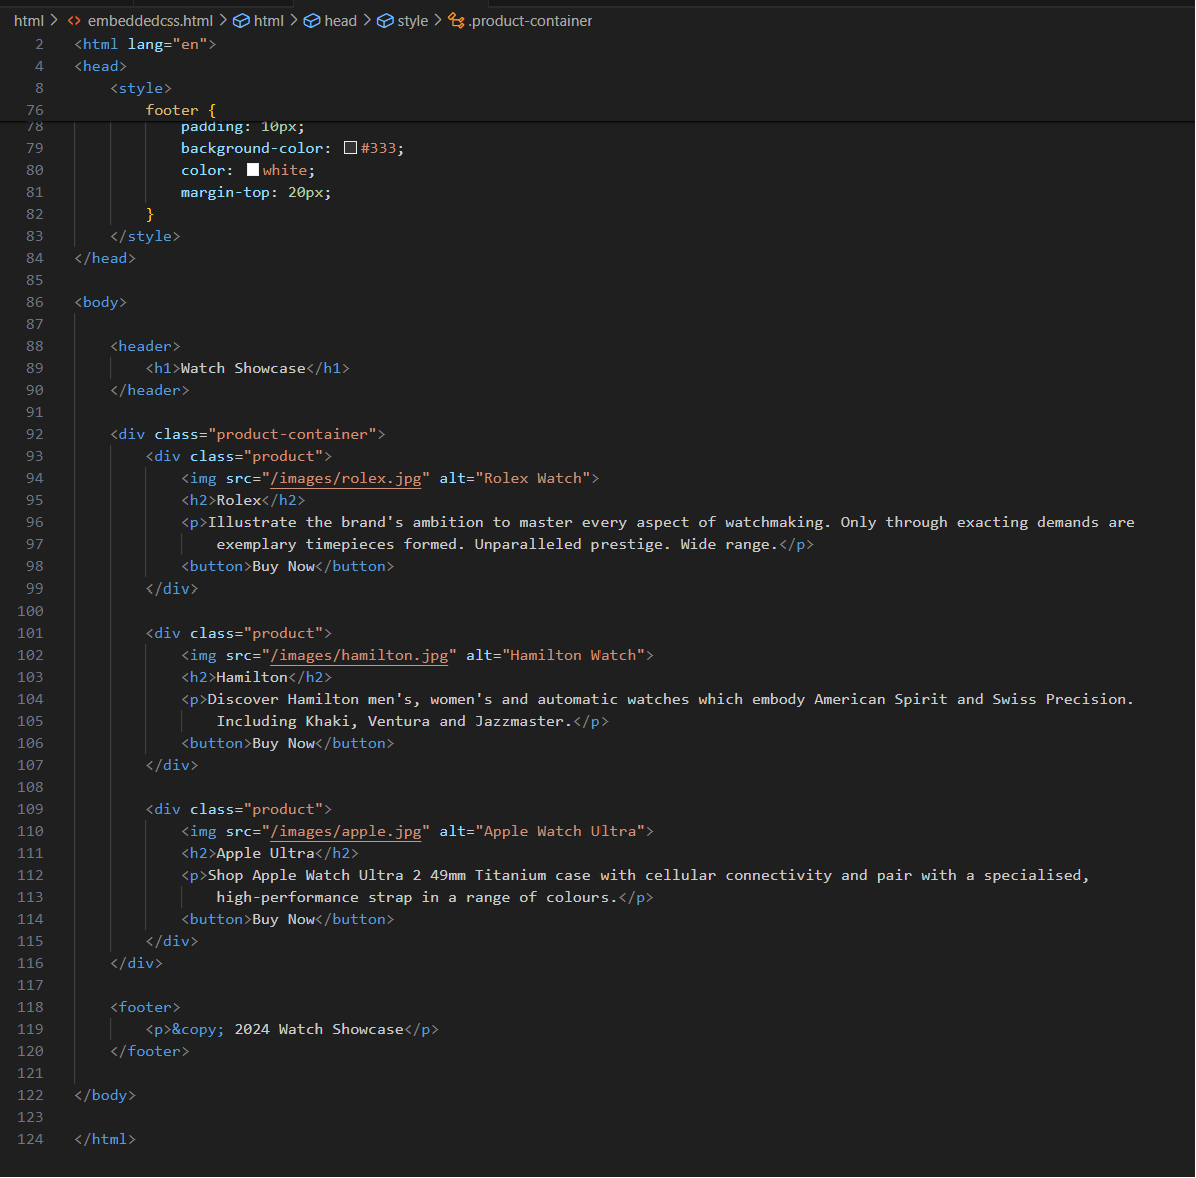 html > embeddedcss.html > html > head > style > .product-container
2 <html lang="en">
4 <head>
8 <style>
76 footer {
78 padding: 10px;
79 background-color: #333;
80 color: white;
81 margin-top: 20px;
82 }
83 </style>
84 </head>
85
86 <body>
87
88 <header>
89 <h1>Watch Showcase</h1>
90 </header>
91
92 <div class="product-container">
93 <div class="product">
94 <img src="/images/rolex.jpg" alt="Rolex Watch">
95 <h2>Rolex</h2>
96 <p>Illustrate the brand's ambition to master every aspect of watchmaking. Only through exacting demands are
97 exemplary timepieces formed. Unparalleled prestige. Wide range.</p>
98 <button>Buy Now</button>
99 </div>
100
101 <div class="product">
102 <img src="/images/hamilton.jpg" alt="Hamilton Watch">
103 <h2>Hamilton</h2>
104 <p>Discover Hamilton men's, women's and automatic watches which embody American Spirit and Swiss Precision.
105 Including Khaki, Ventura and Jazzmaster.</p>
106 <button>Buy Now</button>
107 </div>
108
109 <div class="product">
110 <img src="/images/apple.jpg" alt="Apple Watch Ultra">
111 <h2>Apple Ultra</h2>
112 <p>Shop Apple Watch Ultra 2 49mm Titanium case with cellular connectivity and pair with a specialised,
113 high-performance strap in a range of colours.</p>
114 <button>Buy Now</button>
115 </div>
116 </div>
117
118 <footer>
119 <p>&copy; 2024 Watch Showcase</p>
120 </footer>
121
122 </body>
123
124 </html>